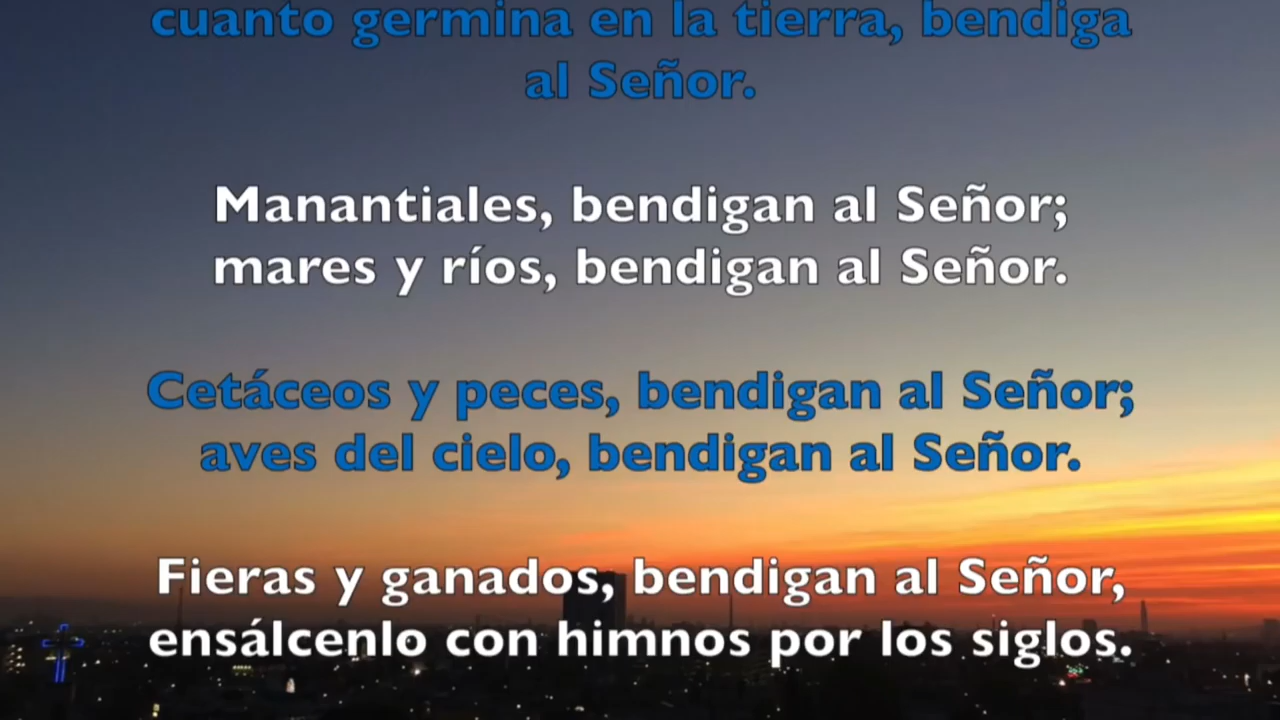 cuanto germina en la tierra, bendiga
al Señor.
Manantiales, bendigan al Señor;
mares y ríos, bendigan al Señor.
Cetáceos y peces, bendigan al Señor;
aves del cielo, bendigan al Señor.
Fieras y ganados, bendigan al Señor,
ensálcenlo con himnos por los siglos.